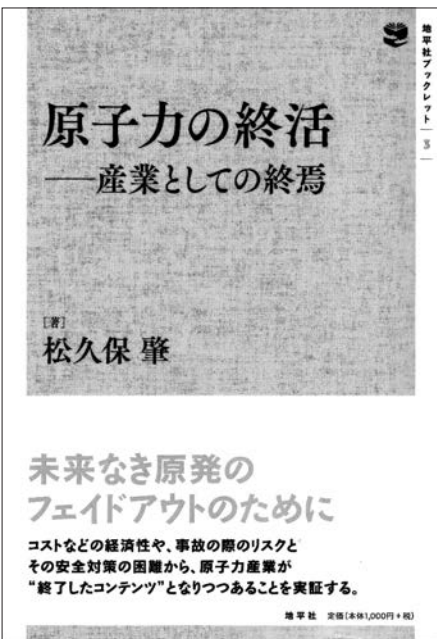 地平社ブックレット 3
原子力の終活
──産業としての終焉
[著]
松久保 肇
未来なき原発の
フェイドアウトのために
コストなどの経済性や、事故の際のリスクと
その安全対策の困難から、原子力産業が
“終了したコンテンツ”となりつつあることを実証する。
地平社 定価(本体1,000円+税)